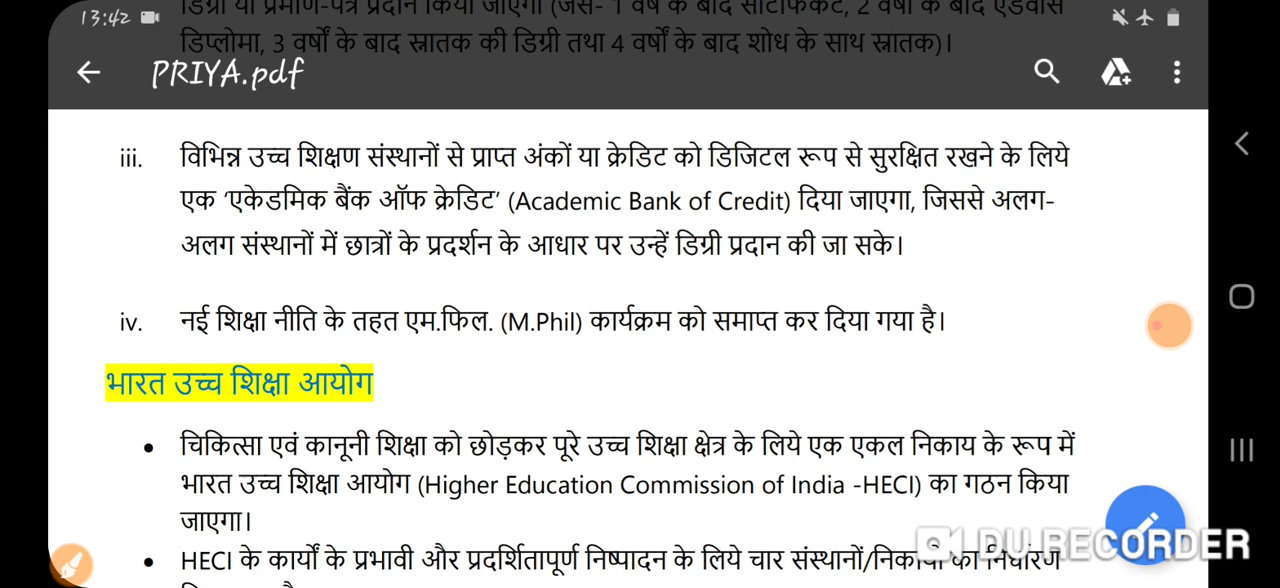 डिग्री या प्रमाण-पत्र प्रदान किया जाएगा (जैसे- 1 वर्ष के बाद सर्टिफिकेट, 2 वर्षों के बाद एडवांस
13:42
डिप्लोमा, 3 वर्षों के बाद स्नातक की डिग्री तथा 4 वर्षों के बाद शोध के साथ स्नातक)।
PRIYA.pdf
iii. विभिन्न उच्च शिक्षण संस्थानों से प्राप्त अंकों या क्रेडिट को डिजिटल रूप से सुरक्षित रखने के लिये
एक ‘एकेडमिक बैंक ऑफ क्रेडिट’ (Academic Bank of Credit) दिया जाएगा, जिससे अलग-
अलग संस्थानों में छात्रों के प्रदर्शन के आधार पर उन्हें डिग्री प्रदान की जा सके।
iv. नई शिक्षा नीति के तहत एम.फिल. (M.Phil) कार्यक्रम को समाप्त कर दिया गया है।
भारत उच्च शिक्षा आयोग
• चिकित्सा एवं कानूनी शिक्षा को छोड़कर पूरे उच्च शिक्षा क्षेत्र के लिये एक एकल निकाय के रूप में
भारत उच्च शिक्षा आयोग (Higher Education Commission of India -HECI) का गठन किया
जाएगा।
• HECI के कार्यों के प्रभावी और प्रदर्शितापूर्ण निष्पादन के लिये चार संस्थानों/निकायों का निर्धारण
DU RECORDER